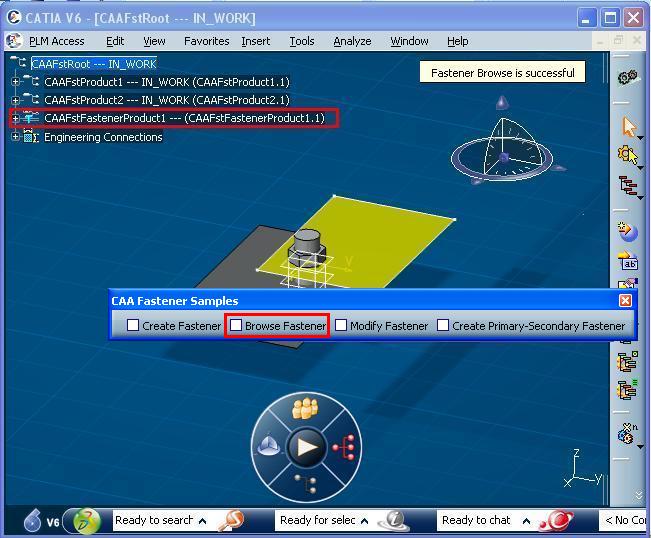 CATIA V6 - [CAAFstRoot --- IN_WORK]
PLM Access Edit View Favorites Insert Tools Analyze Window Help
CAAFstRoot --- IN_WORK
CAAFstProduct1 --- IN_WORK (CAAFstProduct1.1)
CAAFstProduct2 --- IN_WORK (CAAFstProduct2.1)
CAAFstFastenerProduct1 --- (CAAFstFastenerProduct1.1)
Engineering Connections
Fastener Browse is successful
ab
y
CAA Fastener Samples
Create Fastener Browse Fastener Modify Fastener Create Primary-Secondary Fastener
n
z
x y
V6 Ready to search Ready for selec Ready to chat < No Co